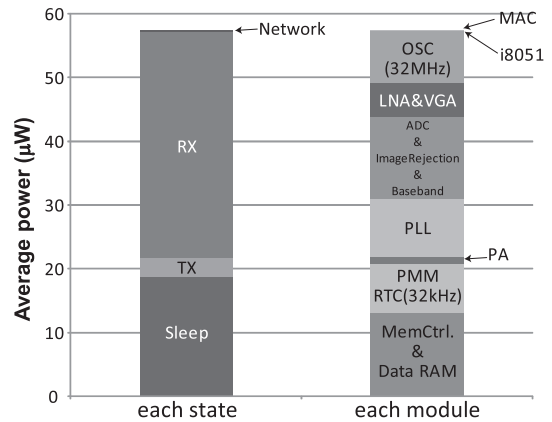 60
50
40
30
20
10
0
Average power (μW)
Network
RX
TX
Sleep
each state
MAC
i8051
OSC
(32MHz)
LNA&VGA
ADC
&
ImageRejection
&
Baseband
PLL
PA
PMM
RTC(32kHz)
MemCtrl.
&
Data RAM
each module